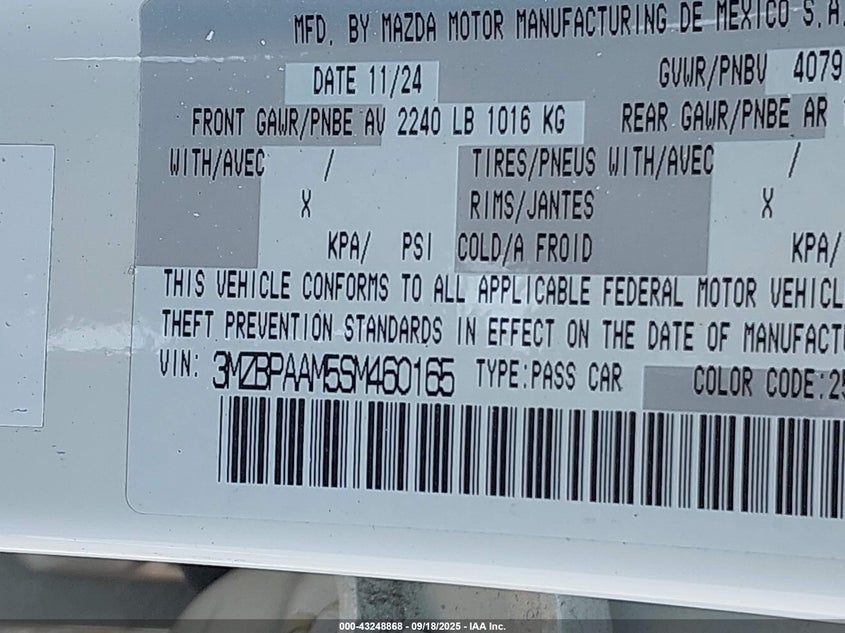 MFD. BY MAZDA MOTOR MANUFACTURING DE MEXICO S.A.
DATE 11/24 GVWR/PNBV 4079
FRONT GAWR/PNBE AV 2240 LB 1016 KG REAR GAWR/PNBE AR
WITH/AVEC / TIRES/PNEUS WITH/AVEC /
X RIMS/JANTES X
KPA/ PSI COLD/A FROID KPA/
THIS VEHICLE CONFORMS TO ALL APPLICABLE FEDERAL MOTOR VEHICL
THEFT PREVENTION STANDARDS IN EFFECT ON THE DATE OF MANUFACT
VIN: 3MZBPAAM5SM460165 TYPE:PASS CAR COLOR CODE:25
000-43248868 - 09/18/2025 - IAA Inc.